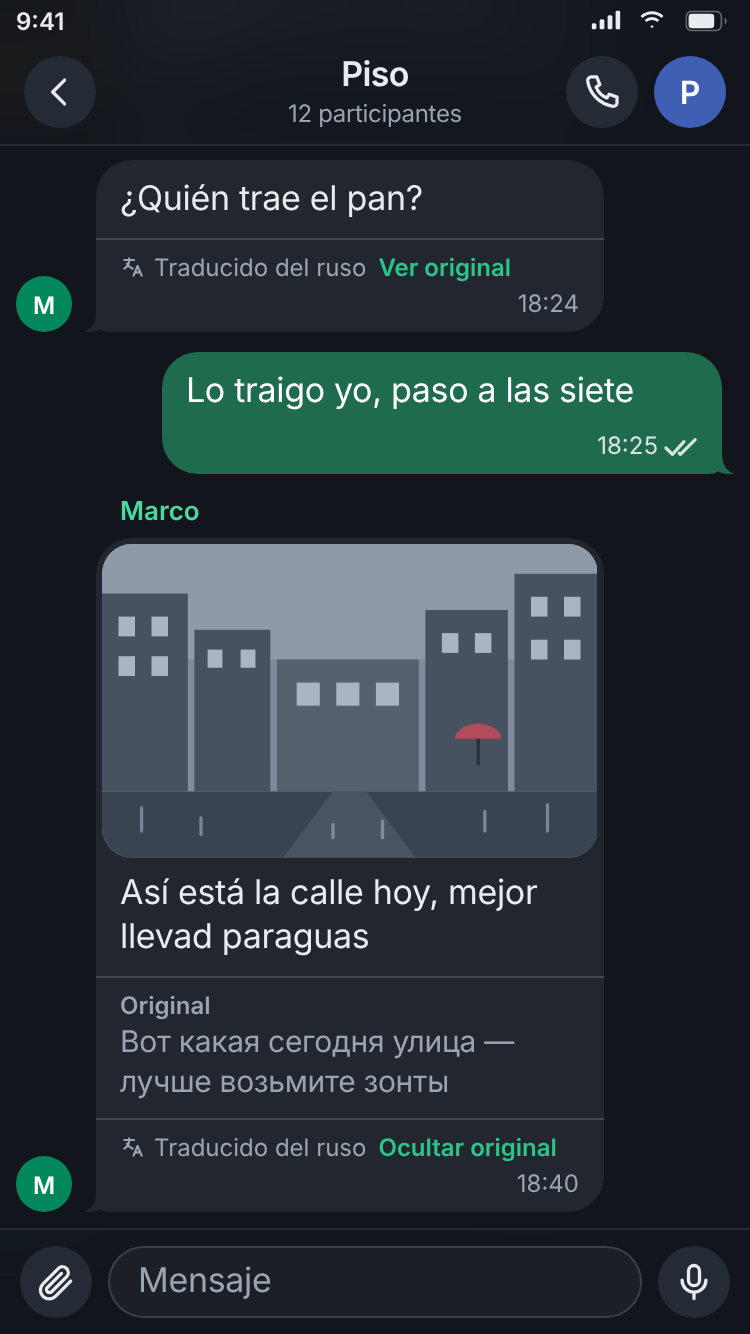 9:41
Piso
12 participantes
P
¿Quién trae el pan?
Traducido del ruso Ver original
18:24
M
Lo traigo yo, paso a las siete
18:25
Marco
Así está la calle hoy, mejor
llevad paraguas
Original
Вот какая сегодня улица —
лучше возьмите зонты
Traducido del ruso Ocultar original
18:40
M
Mensaje